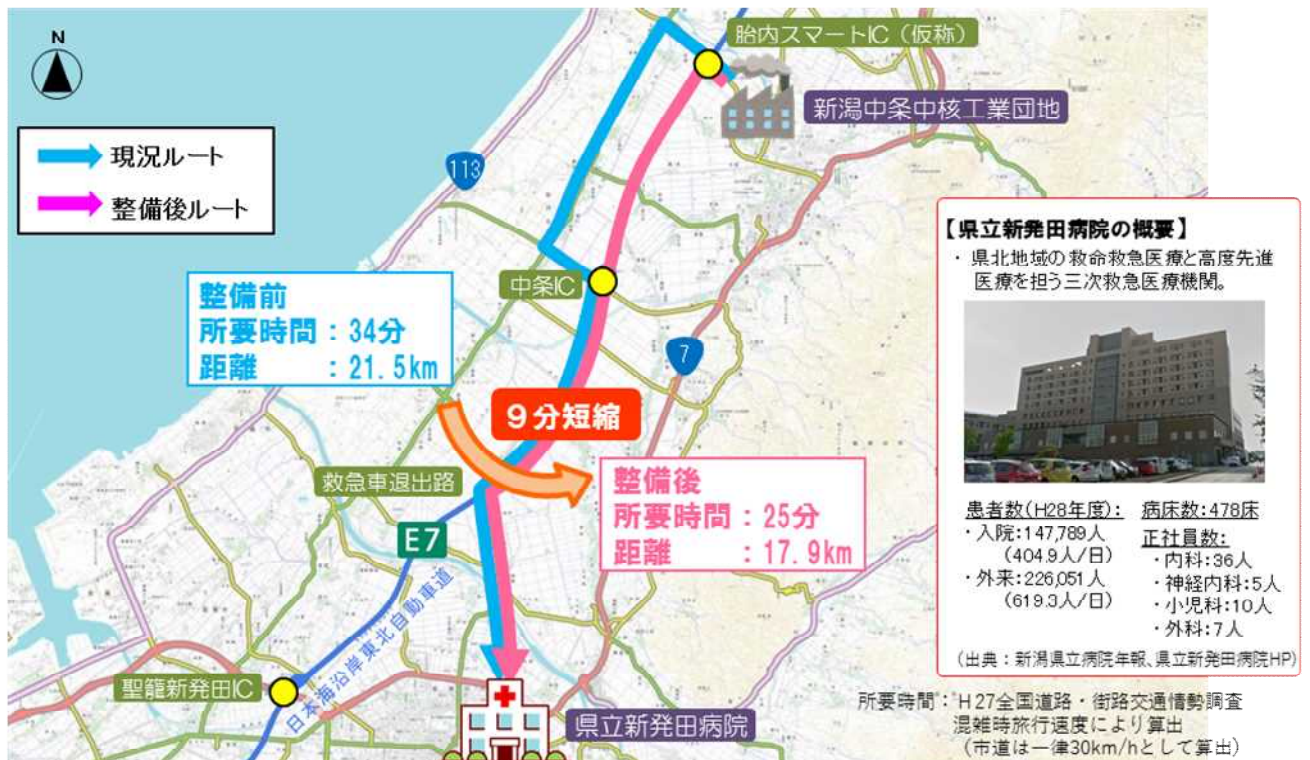 N
現況ルート
整備後ルート
胎内スマートIC（仮称）
新潟中条中核工業団地
113
中条IC
整備前
所要時間：34分
距離　　：21.5km
7
9分短縮
救急車退出路
整備後
所要時間：25分
距離　　：17.9km
E7
日本海沿岸東北自動車道
聖籠新発田IC
県立新発田病院
【県立新発田病院の概要】
・県北地域の救命救急医療と高度先進
医療を担う三次救急医療機関。
患者数(H28年度):
・入院:147,789人
(404.9人/日)
・外来:226,051人
(619.3人/日)
病床数:478床
正社員数:
・内科:36人
・神経内科:5人
・小児科:10人
・外科:7人
(出典：新潟県立病院年報、県立新発田病院HP)
所要時間：H27全国道路・街路交通情勢調査
混雑時旅行速度により算出
(市道は一律30km/hとして算出)